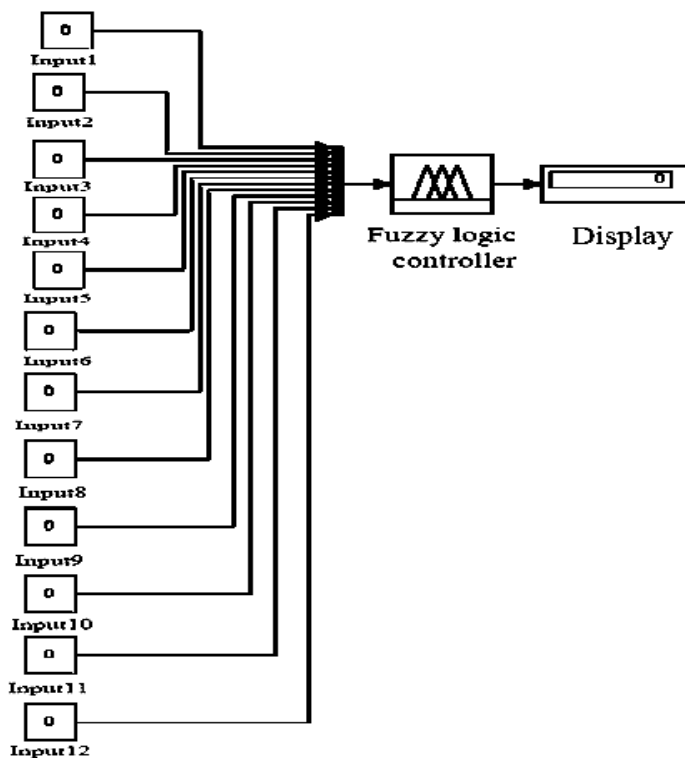 0
Input1
0
Input2
0
Input3
0
Input4
0
Input5
0
Input6
0
Input7
0
Input8
0
Input9
0
Input10
0
Input11
0
Input12
Fuzzy logic
controller
0
Display